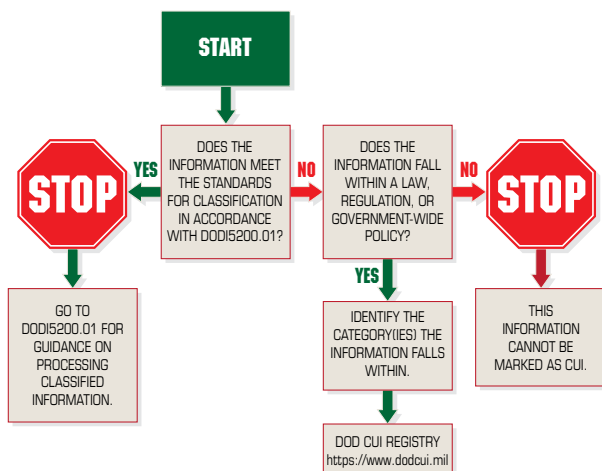 START
DOES THE
INFORMATION MEET
THE STANDARDS
FOR CLASSIFICATION
IN ACCORDANCE
WITH DODI5200.01?
YES
STOP
GO TO
DODI5200.01 FOR
GUIDANCE ON
PROCESSING
CLASSIFIED
INFORMATION.
NO
DOES THE
INFORMATION FALL
WITHIN A LAW,
REGULATION, OR
GOVERNMENT-WIDE
POLICY?
NO
STOP
THIS
INFORMATION
CANNOT BE
MARKED AS CUI.
YES
IDENTIFY THE
CATEGORY(IES) THE
INFORMATION FALLS
WITHIN.
DOD CUI REGISTRY
https://www.dodcui.mil